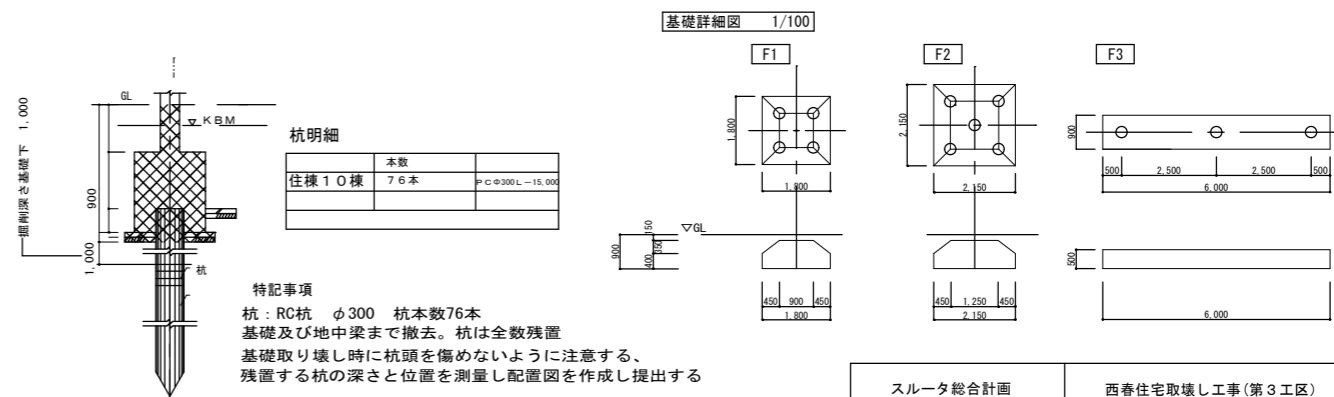 基礎詳細図 1/100
GL
▽KBM
掘削深さ基礎下 1,000
900
1,000
杭
杭明細
本数
住棟10棟 76本 PCΦ300L-15,000
特記事項
杭：RC杭 φ300 杭本数76本
基礎及び地中梁まで撤去。杭は全数残置
基礎取り壊し時に杭頭を傷めないように注意する、
残置する杭の深さと位置を測量し配置図を作成し提出する
F1
1,800
1,800
▽GL
900
150
350
400
450 900 450
1,800
F2
2,150
2,150
450 1,250 450
2,150
F3
900
500 2,500 2,500 500
6,000
500
6,000
スルータ総合計画
西春住宅取壊し工事(第3工区)